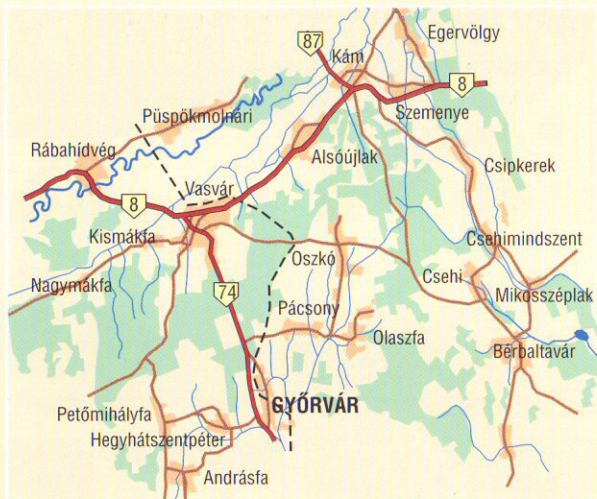 87
Egervölgy
Kám
8
Püspökmolnári
Szemenye
Rábahídvég
Alsóújlak
Csipkerek
Vasvár
8
Kismákfa
Csehimindszent
Oszkó
Csehi
Nagymákfa
74
Mikosszéplak
Pácsony
Olaszfa
Bérbaltavár
GYŐRVÁR
Petőmihályfa
Hegyhátszentpéter
Andrásfa